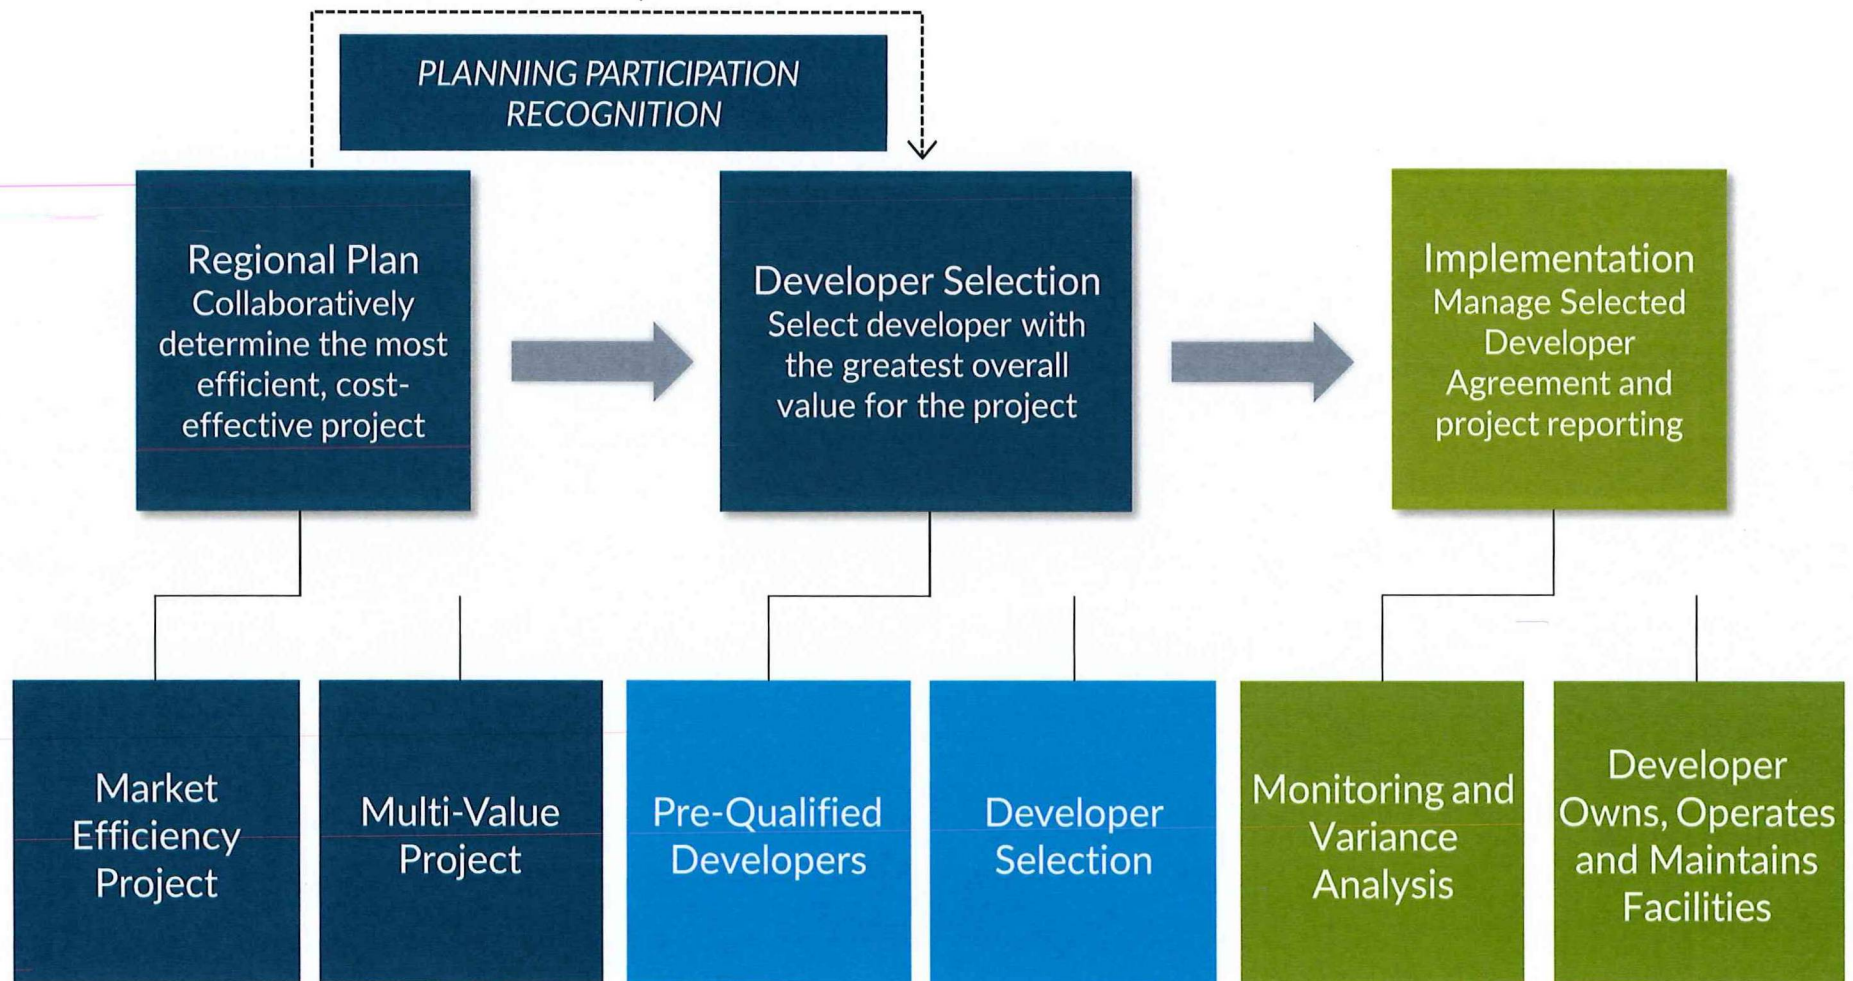 PLANNING PARTICIPATION
RECOGNITION
Regional Plan
Collaboratively
determine the most
efficient, cost-
effective project
Developer Selection
Select developer with
the greatest overall
value for the project
Implementation
Manage Selected
Developer
Agreement and
project reporting
Market
Efficiency
Project
Multi-Value
Project
Pre-Qualified
Developers
Developer
Selection
Monitoring and
Variance
Analysis
Developer
Owns, Operates
and Maintains
Facilities